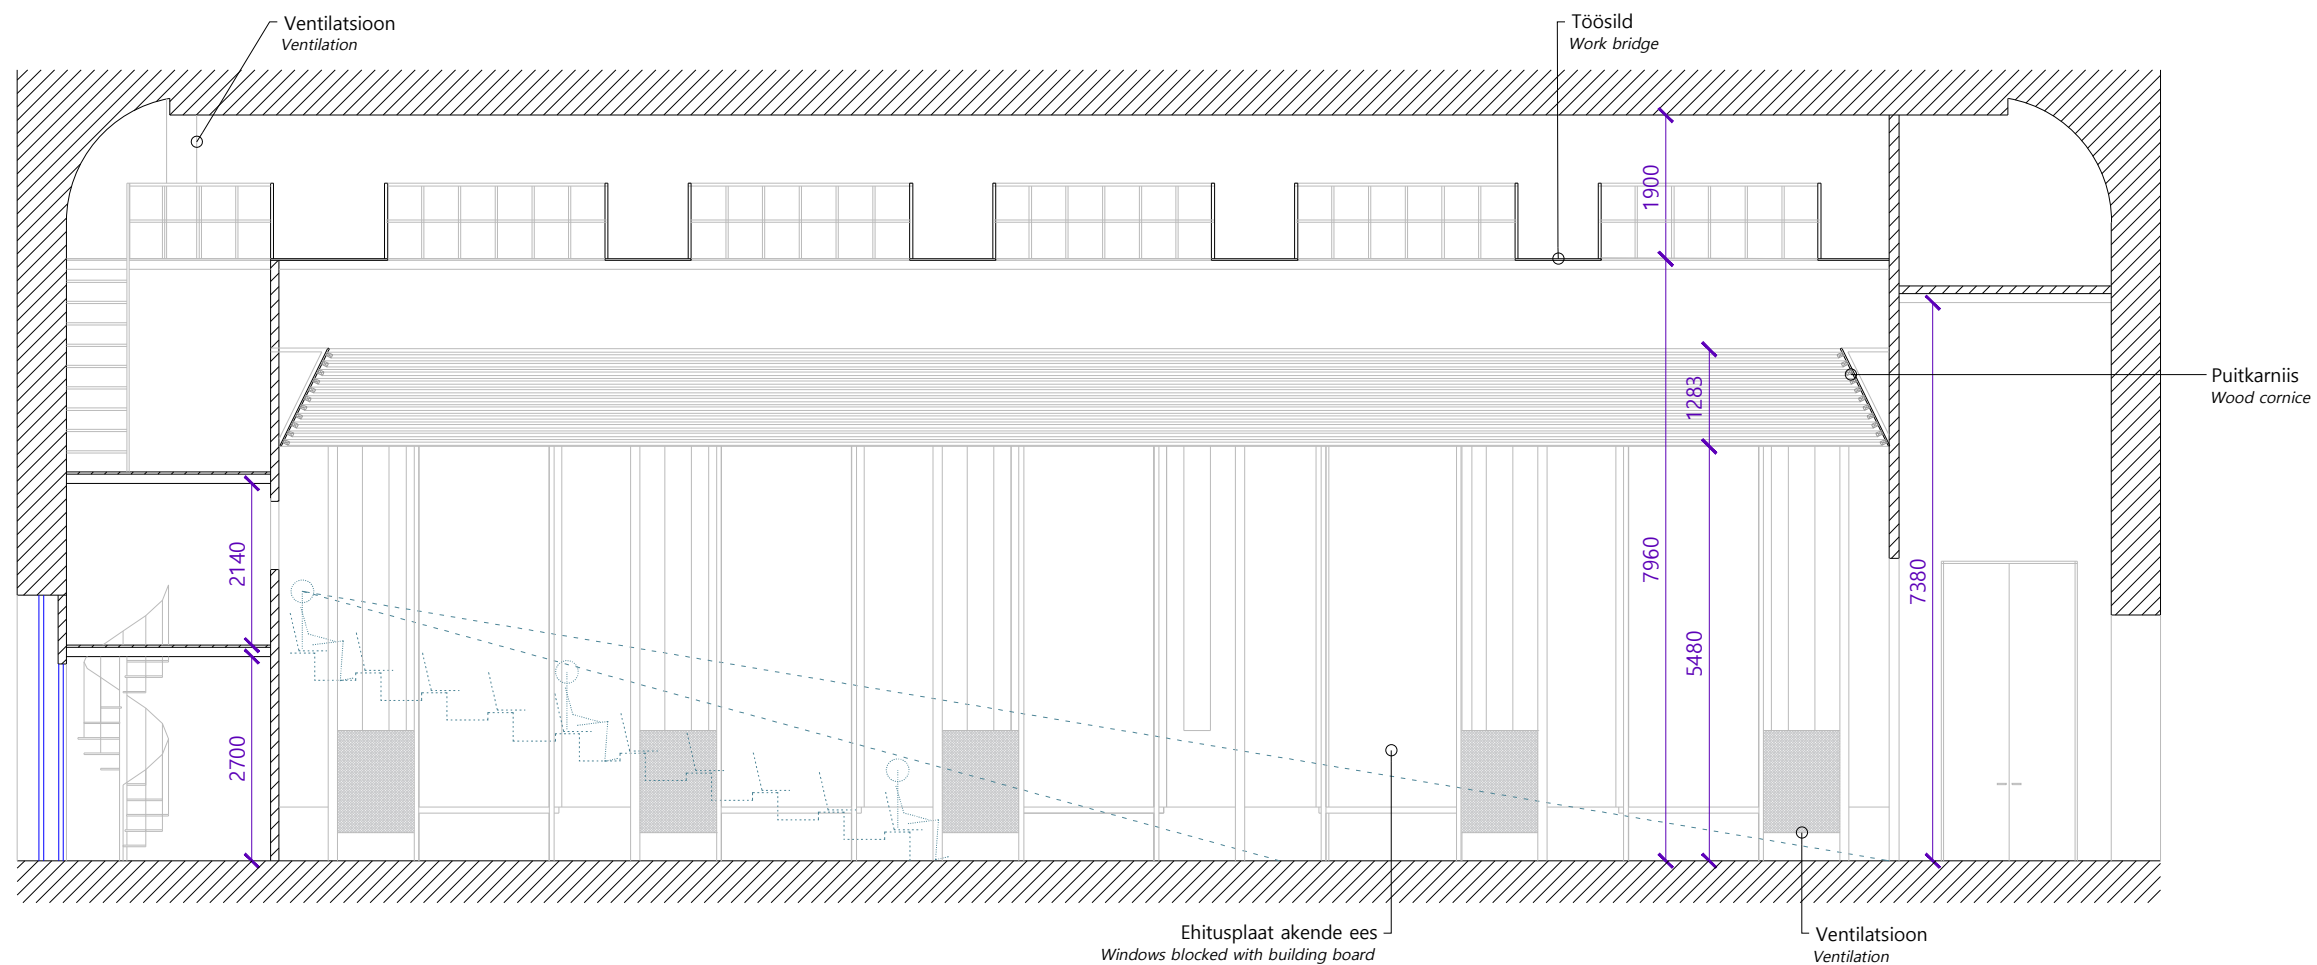 Ventilatsioon
Ventilation
Töösild
Work bridge
1900
1283
Puitkarniis
Wood cornice
2140
7960
7380
5480
2700
Ehitusplaat akende ees
Windows blocked with building board
Ventilatsioon
Ventilation